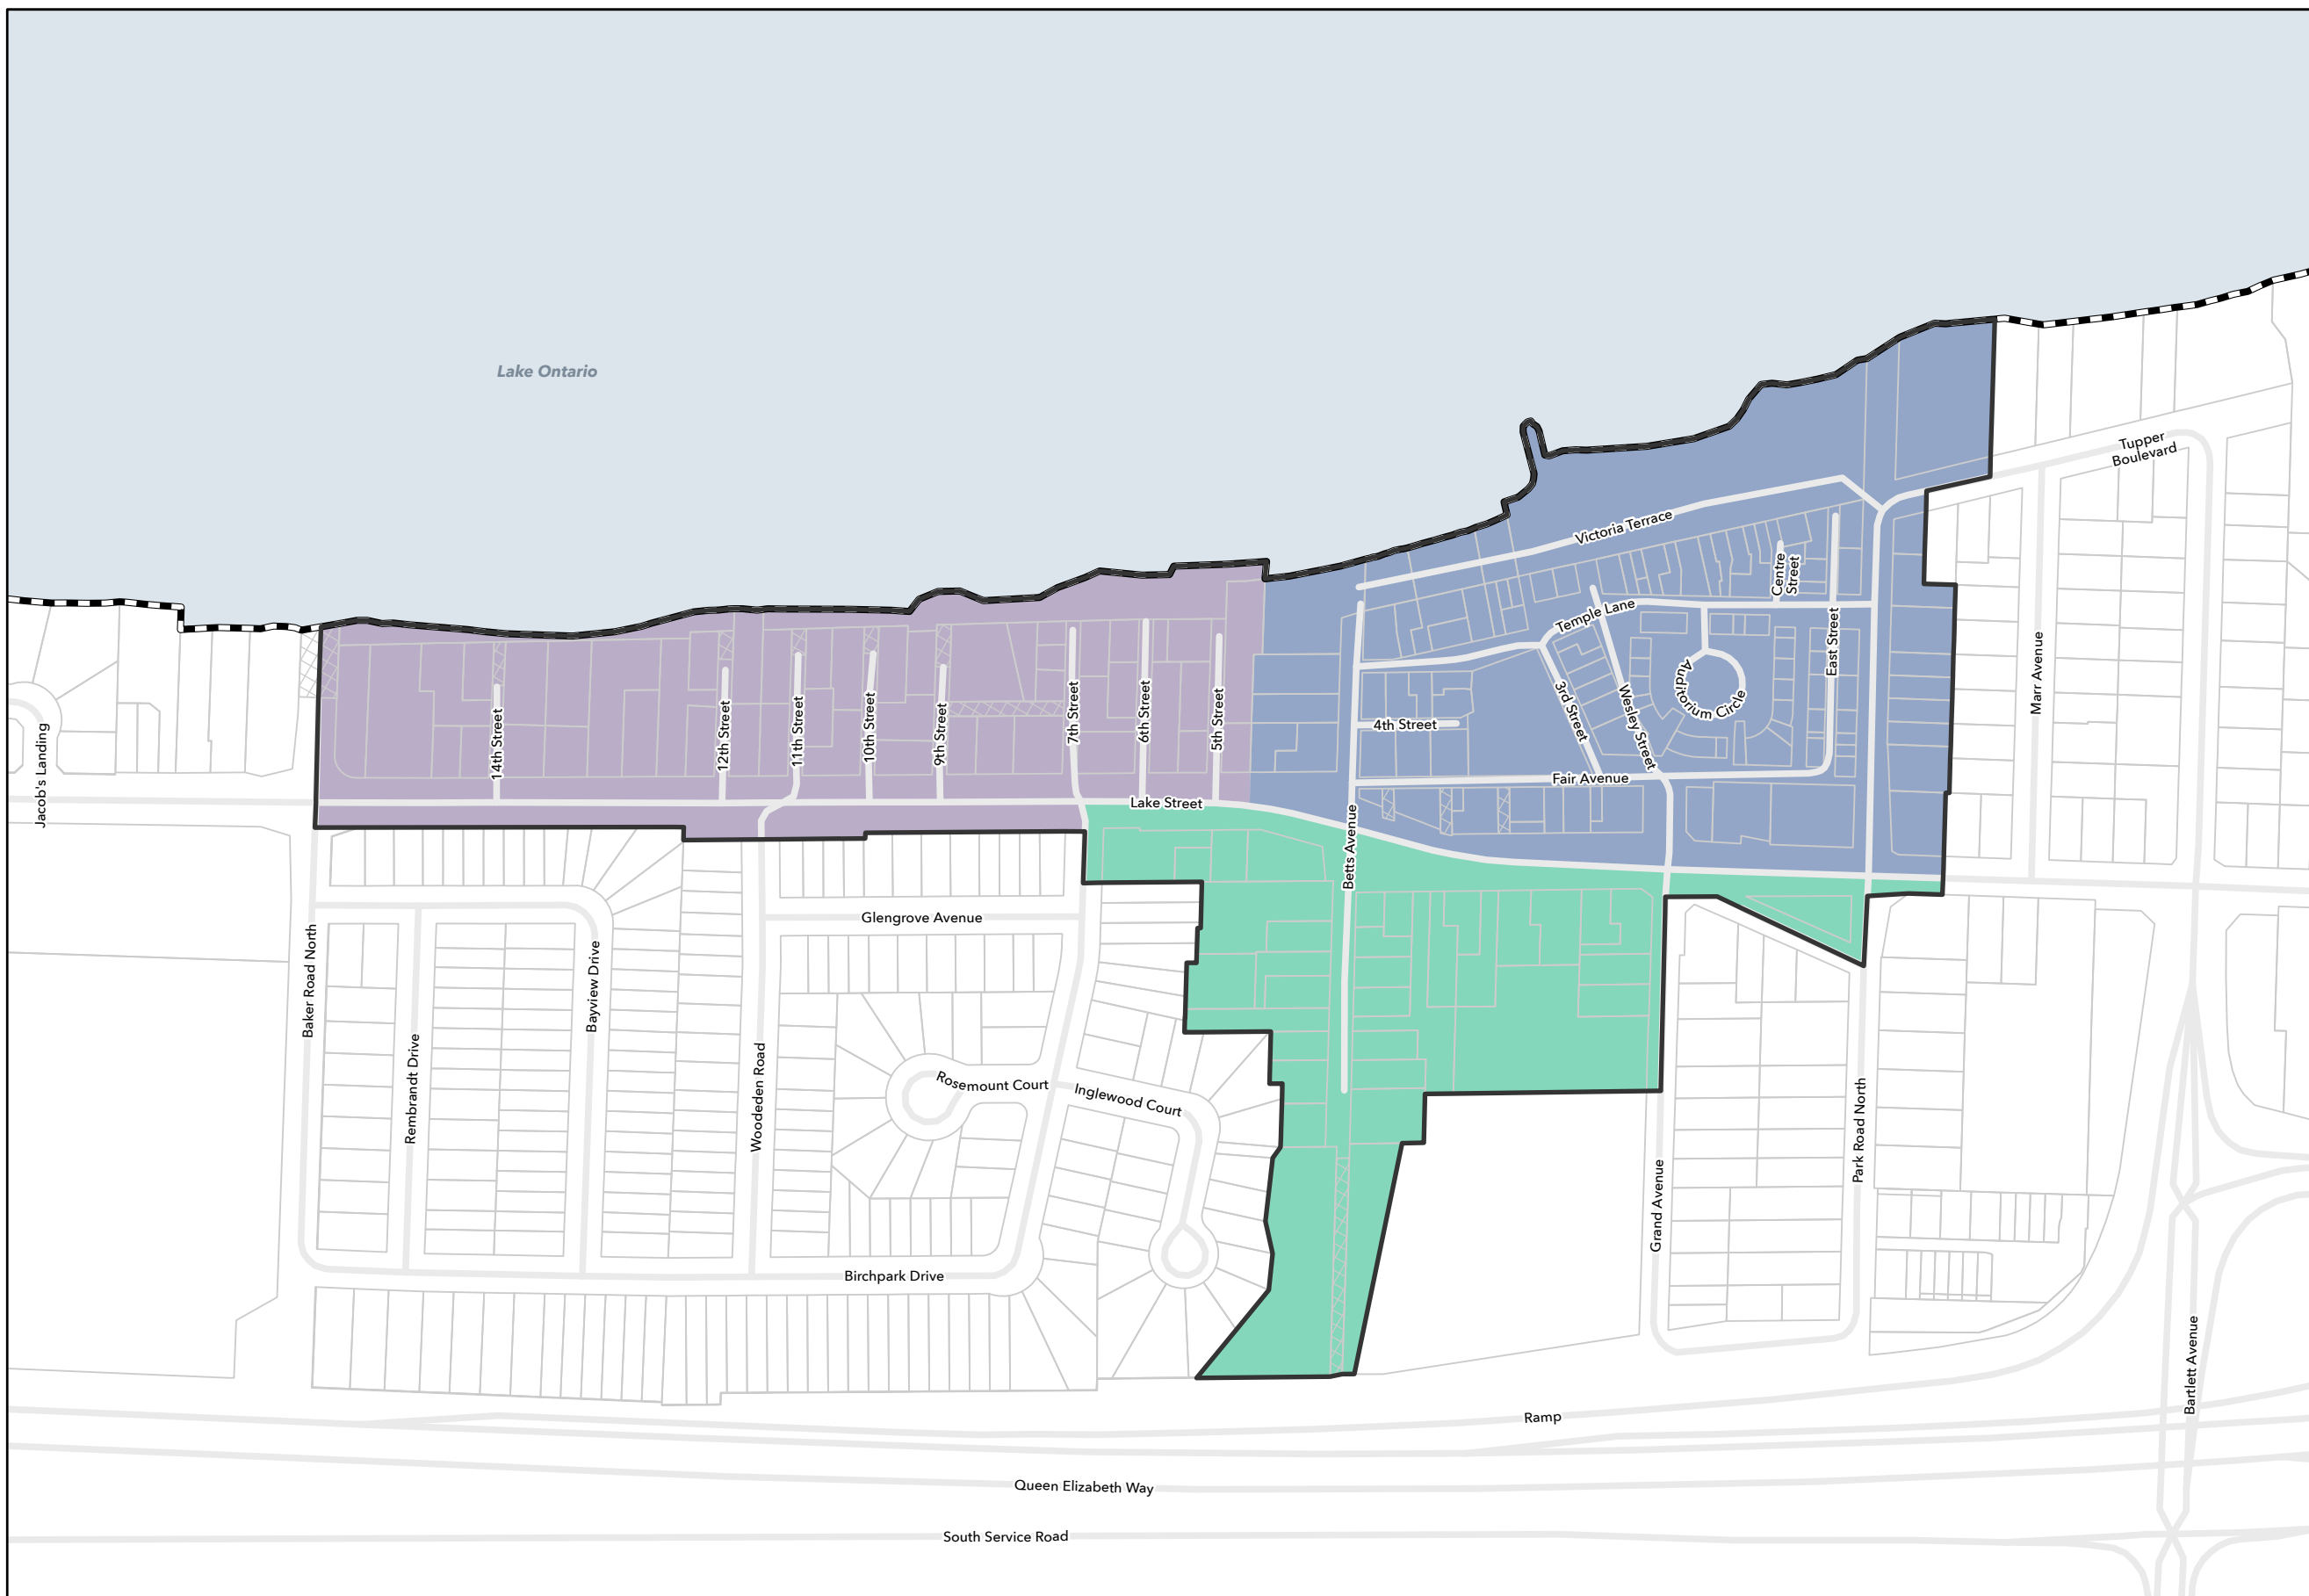 Lake Ontario
Tupper
Boulevard
Victoria Terrace
Centre
Street
Temple Lane
East Street
Marr Avenue
Auditorium Circle
3rd Street
Wesley Street
4th Street
Fair Avenue
14th Street
12th Street
11th Street
10th Street
9th Street
7th Street
6th Street
5th Street
Jacob's Landing
Lake Street
Betts Avenue
Glengrove Avenue
Baker Road North
Bayview Drive
Rembrandt Drive
Woodeden Road
Rosemount Court
Inglewood Court
Park Road North
Grand Avenue
Birchpark Drive
Bartlett Avenue
Ramp
Queen Elizabeth Way
South Service Road